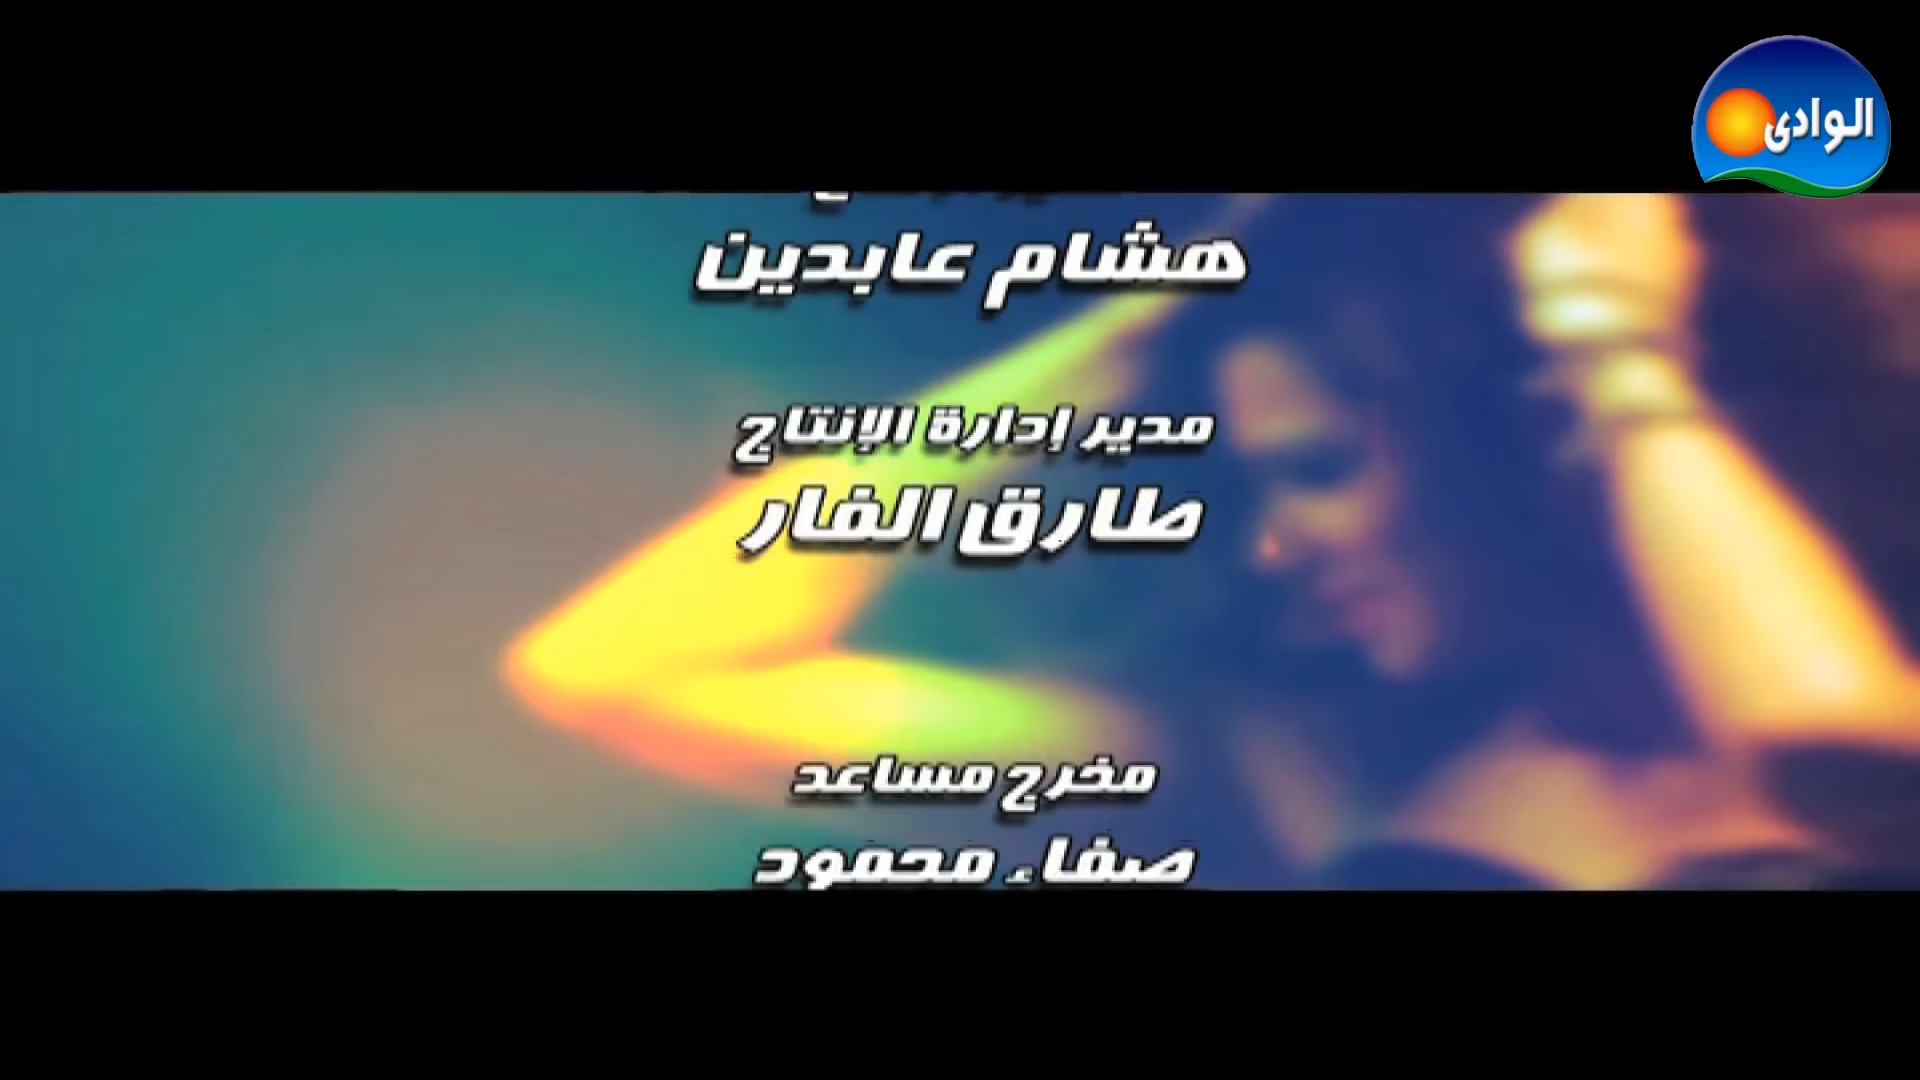 الوادى
هشام عابدين
مدير إدارة الإنتاج
طارق الفار
مخرج مساعد
صفاء محمود